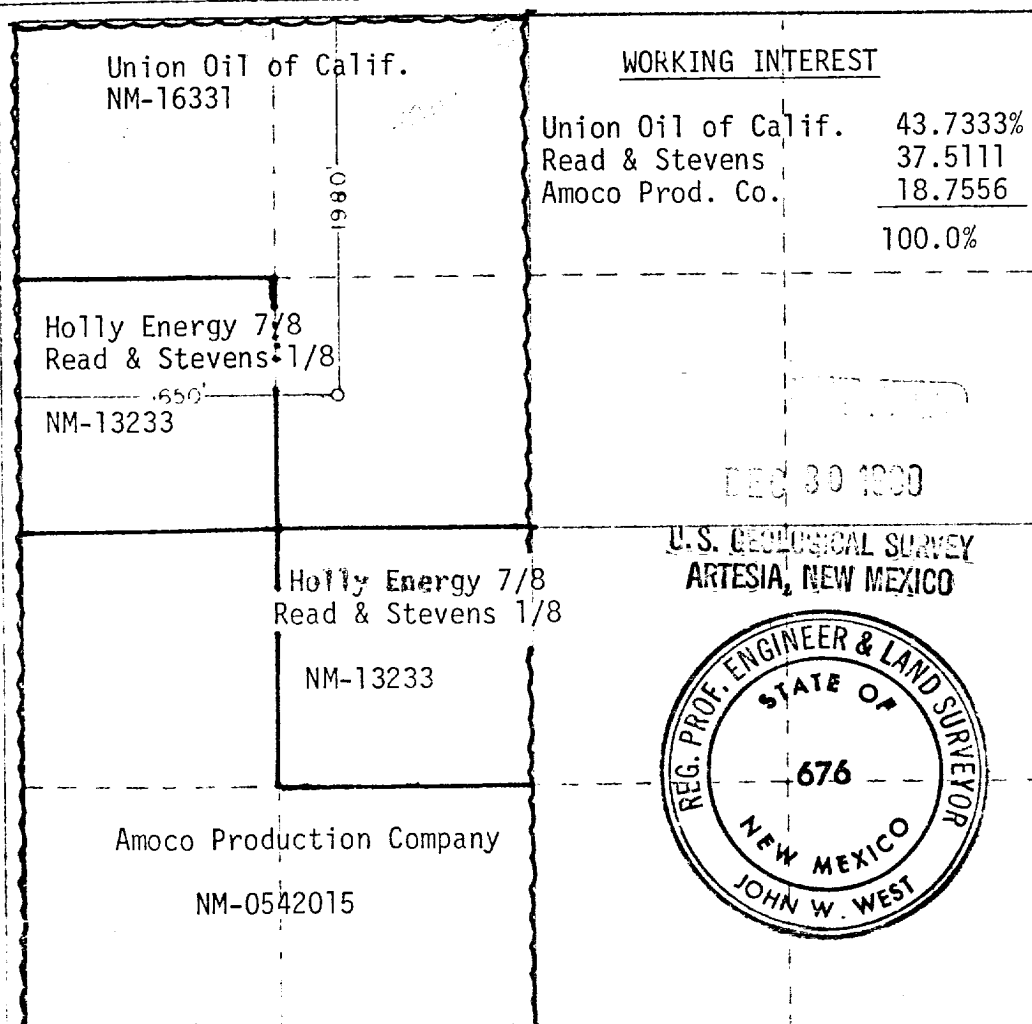 Union Oil of Calif.
NM-16331
1980'
WORKING INTEREST
Union Oil of Calif. 43.7333%
Read & Stevens 37.5111
Amoco Prod. Co. 18.7556
100.0%
Holly Energy 7/8
Read & Stevens 1/8
1650'
NM-13233
DEC 30 1980
U.S. GEOLOGICAL SURVEY
ARTESIA, NEW MEXICO
Holly Energy 7/8
Read & Stevens 1/8
NM-13233
REG. PROF. ENGINEER & LAND SURVEYOR
STATE OF
676
NEW MEXICO
JOHN W. WEST
Amoco Production Company
NM-0542015